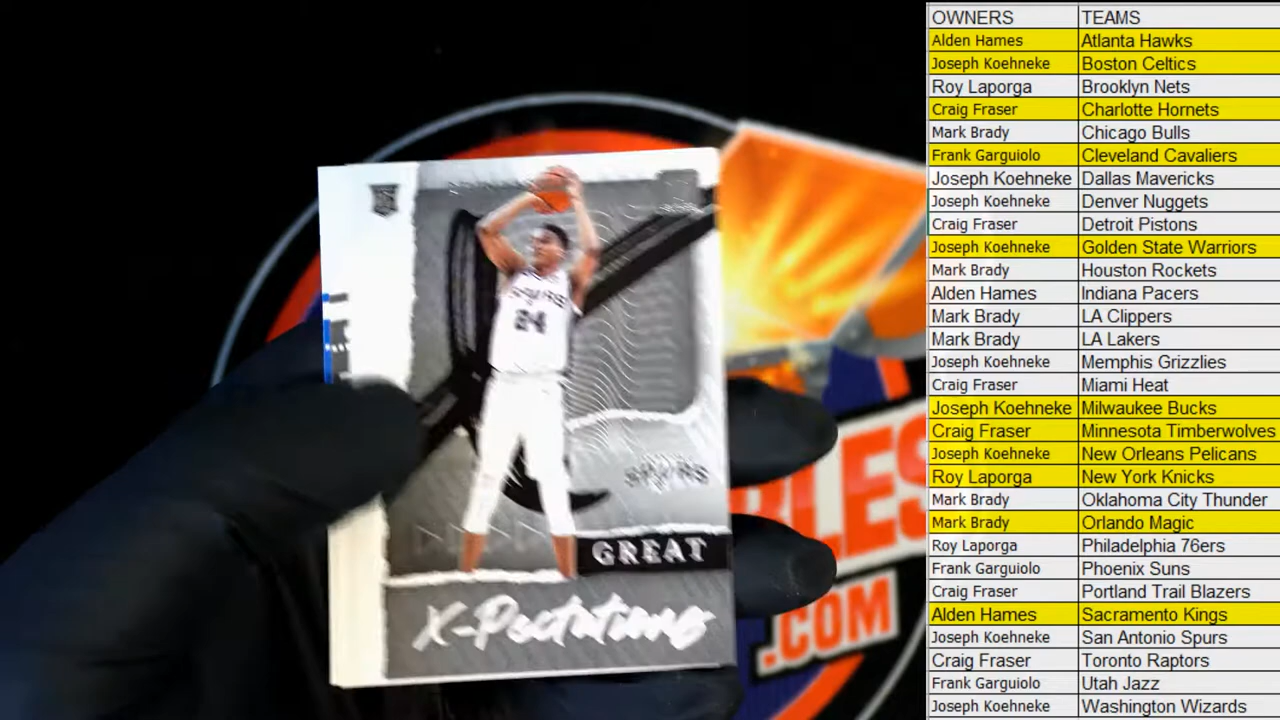 OWNERS TEAMS
Alden Hames Atlanta Hawks
Joseph Koehneke Boston Celtics
Roy Laporga Brooklyn Nets
Craig Fraser Charlotte Hornets
Mark Brady Chicago Bulls
Frank Garguiolo Cleveland Cavaliers
Joseph Koehneke Dallas Mavericks
Joseph Koehneke Denver Nuggets
Craig Fraser Detroit Pistons
Joseph Koehneke Golden State Warriors
Mark Brady Houston Rockets
Alden Hames Indiana Pacers
Mark Brady LA Clippers
Mark Brady LA Lakers
Joseph Koehneke Memphis Grizzlies
Craig Fraser Miami Heat
Joseph Koehneke Milwaukee Bucks
Craig Fraser Minnesota Timberwolves
Joseph Koehneke New Orleans Pelicans
Roy Laporga New York Knicks
Mark Brady Oklahoma City Thunder
Mark Brady Orlando Magic
Roy Laporga Philadelphia 76ers
Frank Garguiolo Phoenix Suns
Craig Fraser Portland Trail Blazers
Alden Hames Sacramento Kings
Joseph Koehneke San Antonio Spurs
Craig Fraser Toronto Raptors
Frank Garguiolo Utah Jazz
Joseph Koehneke Washington Wizards
SPURS
24
SPURS
GREAT
X-Pectations
.COM